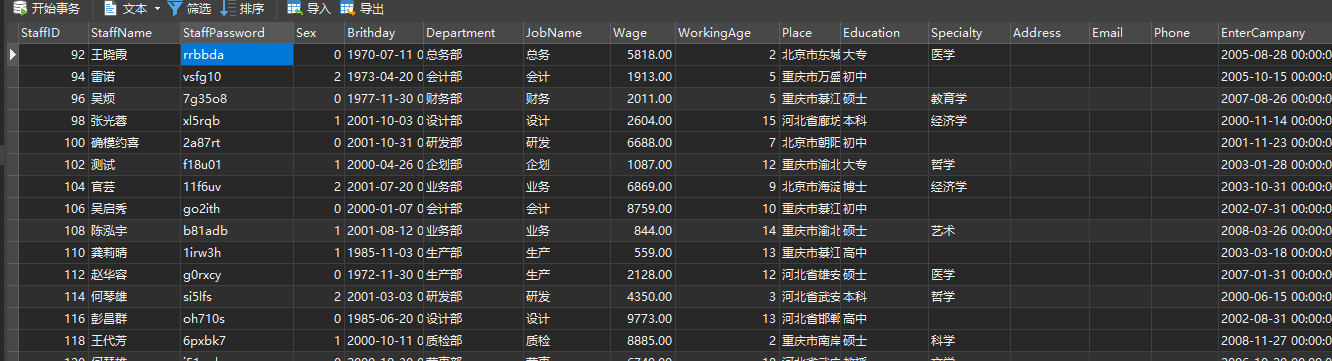 开始事务 文本 筛选 排序 导入 导出
StaffID StaffName StaffPassword Sex Brithday Department JobName Wage WorkingAge Place Education Specialty Address Email Phone EnterCampany
92 王晓霞 rrbbda 0 1970-07-11 0 总务部 总务 5818.00 2 北京市东城 大专 医学 2005-08-28 00:00:0
94 雷诺 vsfg10 2 1973-04-20 0 会计部 会计 1913.00 5 重庆市万盛 初中 2005-10-15 00:00:0
96 吴烦 7g35o8 0 1977-11-30 0 财务部 财务 2011.00 5 重庆市綦江 硕士 教育学 2007-08-26 00:00:0
98 张光蓉 xl5rqb 1 2001-10-03 0 设计部 设计 2604.00 15 河北省廊坊 本科 经济学 2000-11-14 00:00:0
100 确模约喜 2a87rt 0 2001-10-31 0 研发部 研发 6688.00 7 北京市朝阳 初中 2001-11-23 00:00:0
102 测试 f18u01 1 2000-04-26 0 企划部 企划 1087.00 12 重庆市渝北 大专 哲学 2003-01-28 00:00:0
104 官芸 11f6uv 2 2001-07-20 0 业务部 业务 6869.00 9 北京市海淀 博士 经济学 2003-10-31 00:00:0
106 吴启秀 go2ith 0 2000-01-07 0 会计部 会计 8759.00 10 重庆市綦江 初中 2002-07-31 00:00:0
108 陈泓宇 b81adb 1 2001-08-12 0 业务部 业务 844.00 14 重庆市渝北 硕士 艺术 2008-03-26 00:00:0
110 龚莉晴 1irw3h 1 1985-11-03 0 生产部 生产 559.00 13 重庆市綦江 高中 2003-03-18 00:00:0
112 赵华容 g0rxcy 0 1972-11-30 0 生产部 生产 2128.00 12 河北省雄安 硕士 医学 2007-01-31 00:00:0
114 何琴雄 si5lfs 2 2001-03-03 0 研发部 研发 4350.00 3 河北省武安 本科 哲学 2000-06-15 00:00:0
116 彭昌群 oh710s 0 1985-06-20 0 设计部 设计 9773.00 13 河北省邯郸 高中 2002-08-31 00:00:0
118 王代芳 6pxbk7 1 2000-10-11 0 质检部 质检 8885.00 2 重庆市南岸 硕士 科学 2008-11-27 00:00:0